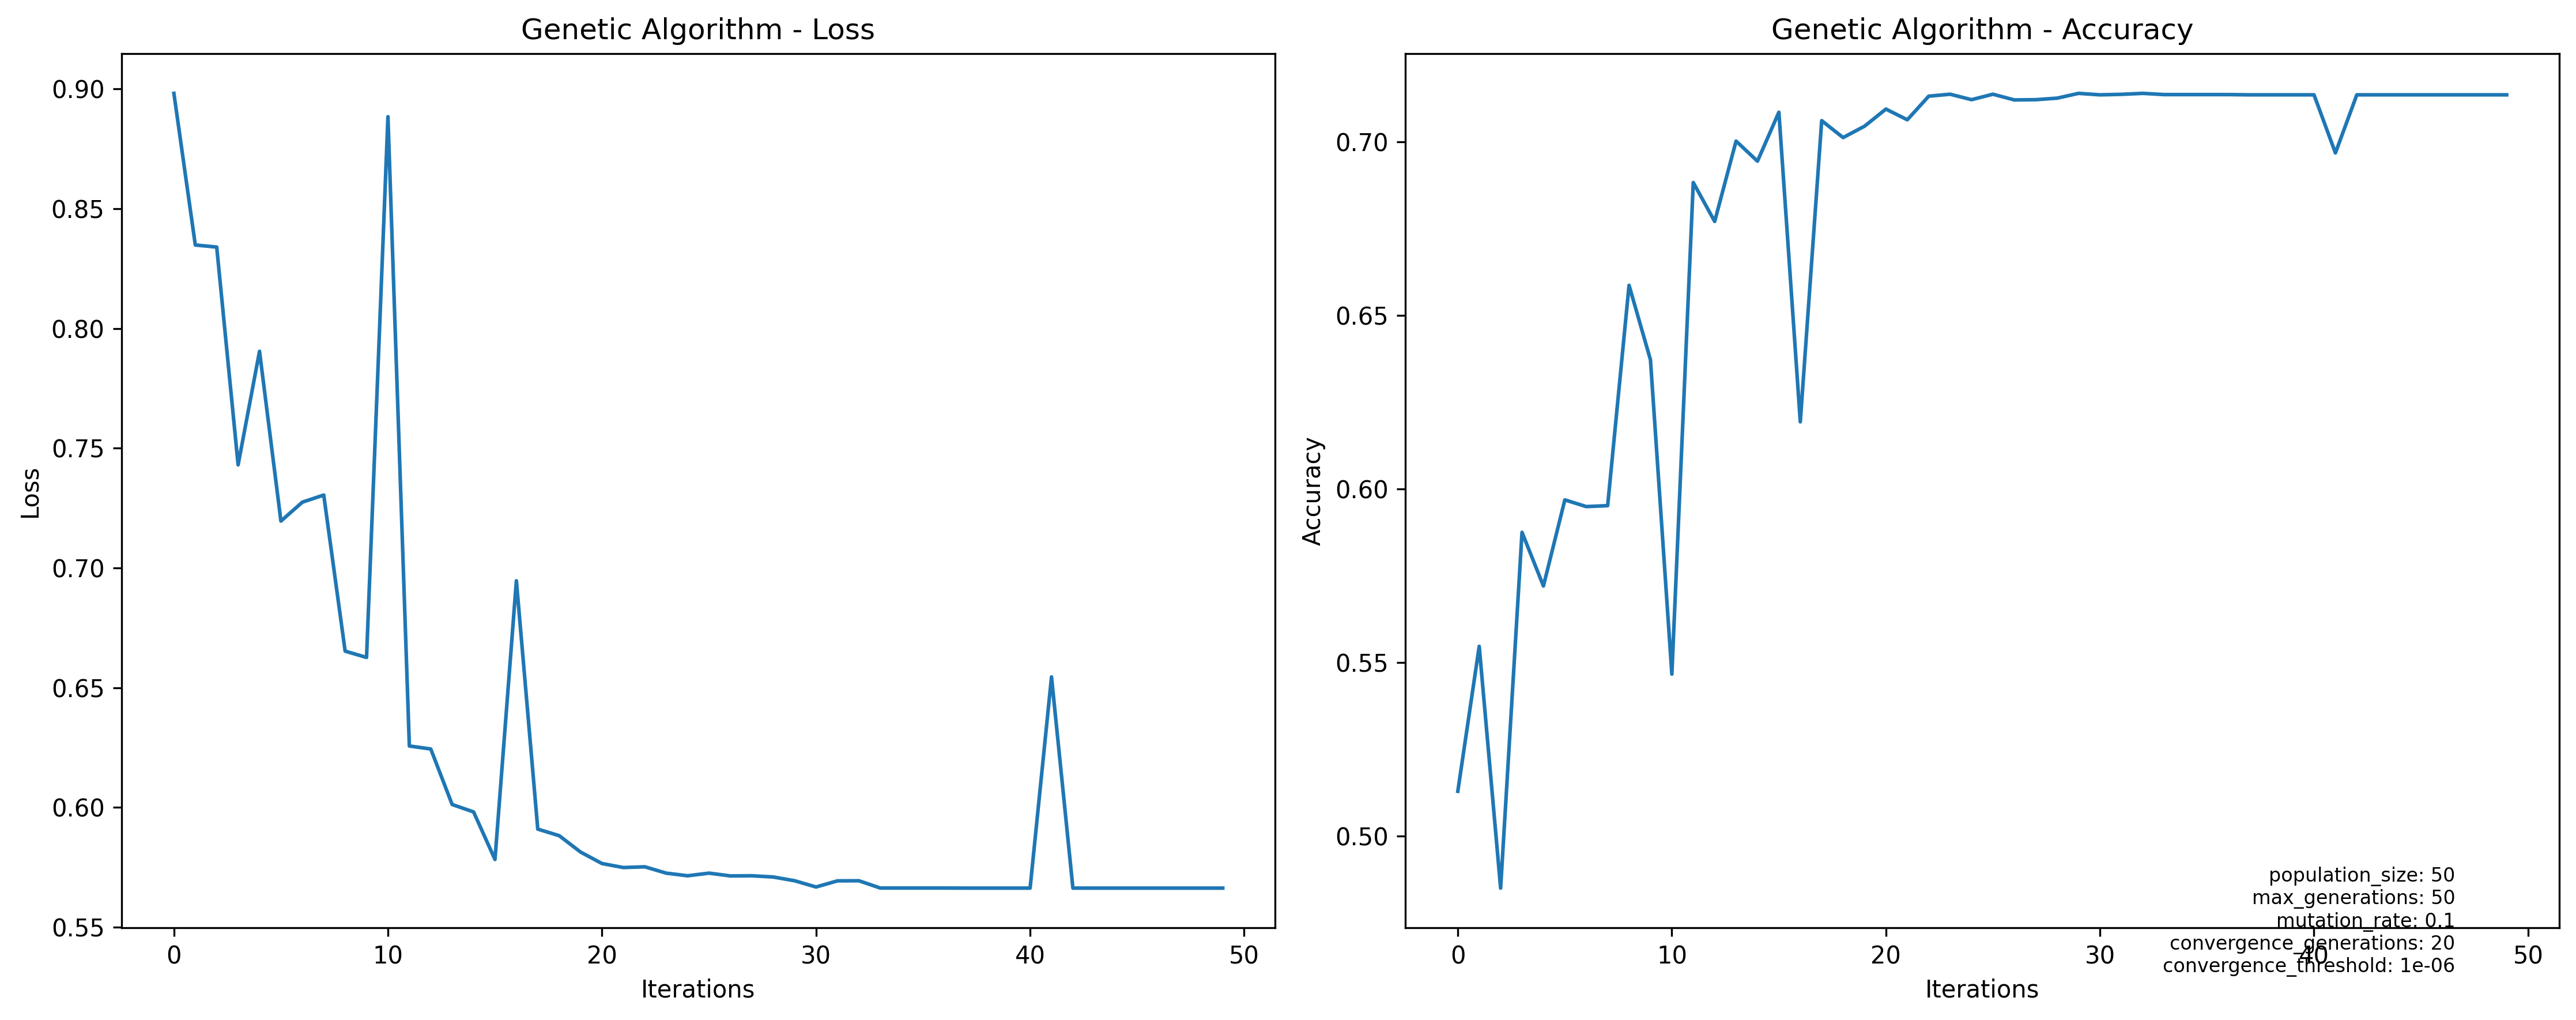 Genetic Algorithm - Loss
0.90
0.85
0.80
0.75
0.70
0.65
0.60
0.55
Loss
0
10
20
30
40
50
Iterations
Genetic Algorithm - Accuracy
0.70
0.65
0.60
0.55
0.50
Accuracy
population_size: 50
max_generations: 50
mutation_rate: 0.1
convergence_generations: 20
convergence_threshold: 1e-06
0
10
20
30
40
50
Iterations